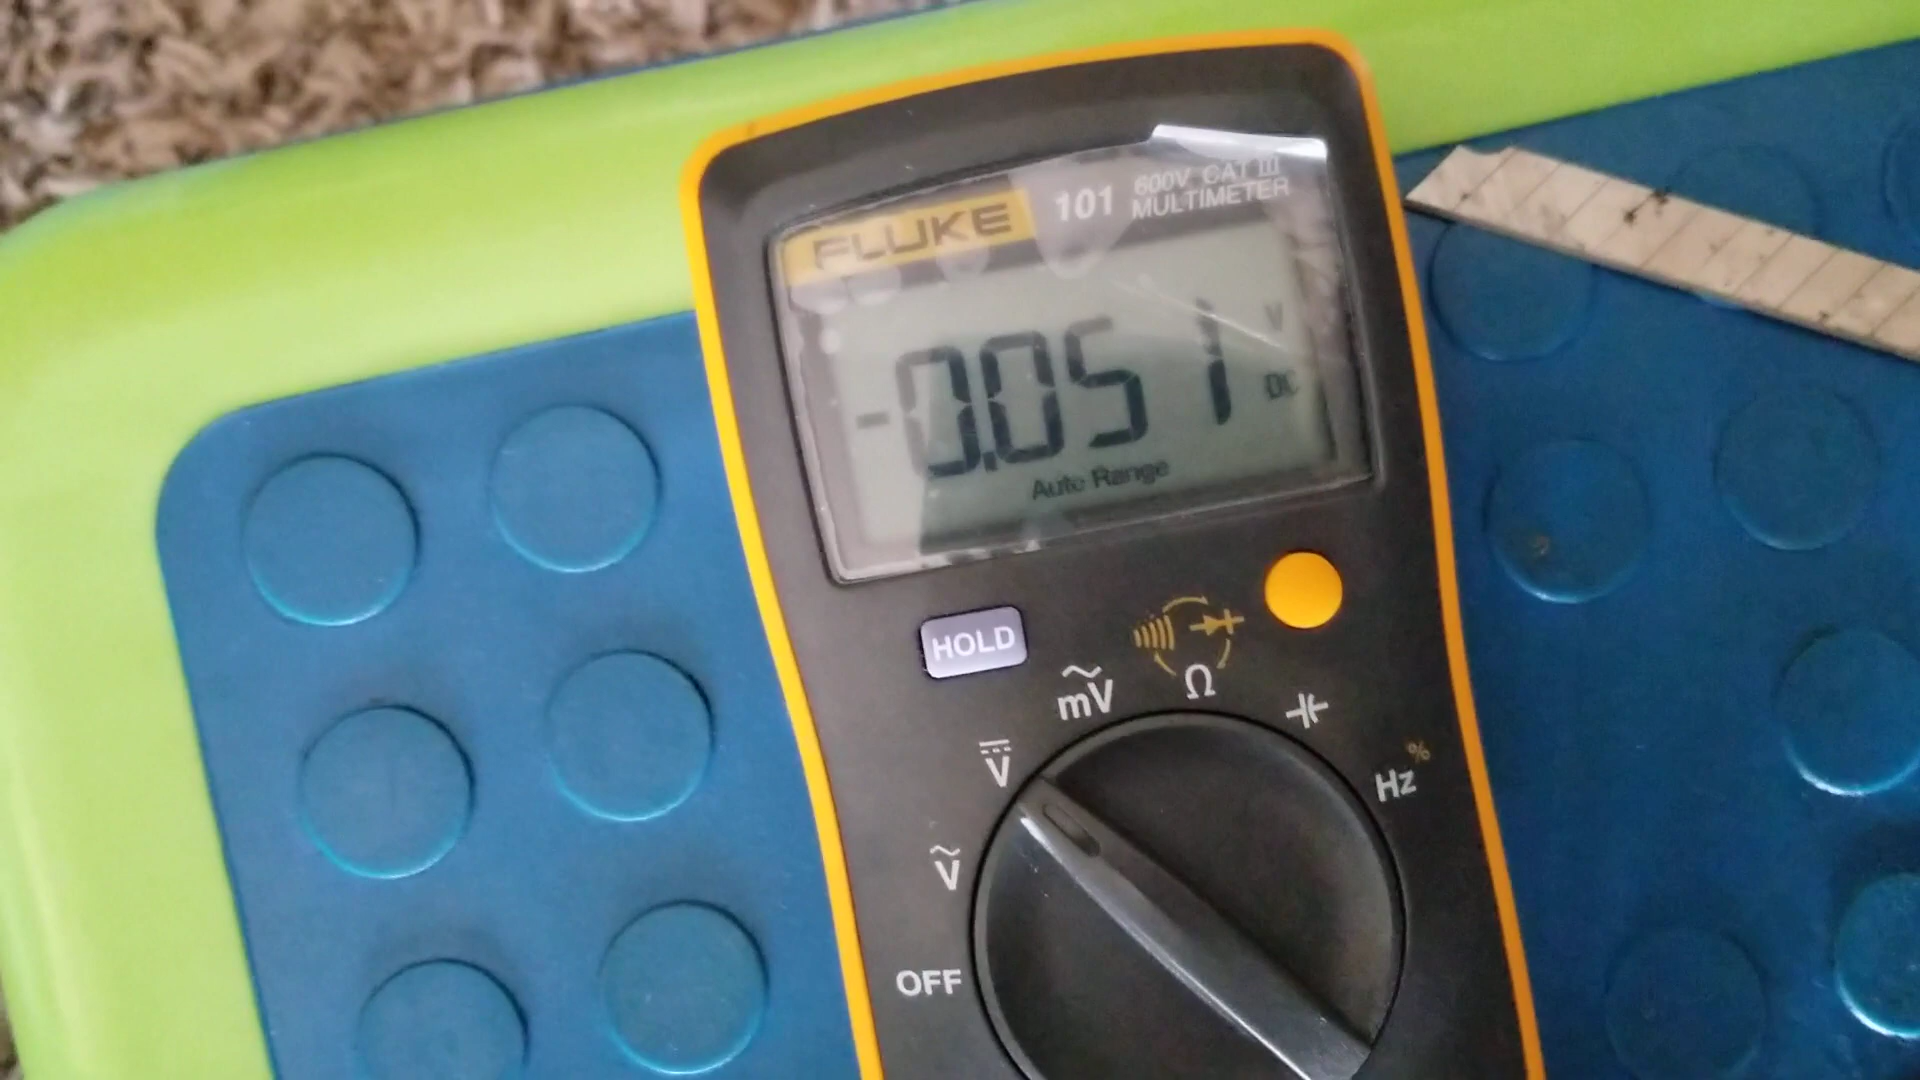 FLUKE 101 600V CAT III
MULTIMETER
-0.051 V
DC
Auto Range
HOLD
mV
Ω
V
Hz %
V
OFF